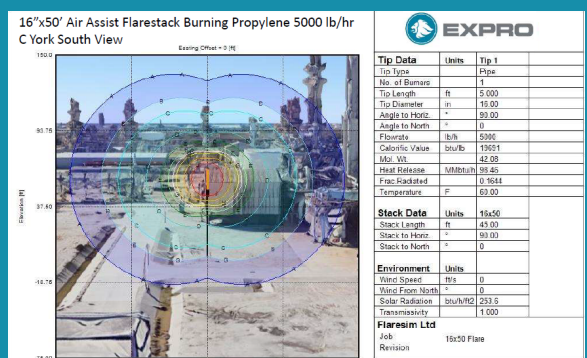 16"x50' Air Assist Flarestack Burning Propylene 5000 lb/hr
C York South View
Easting Offset = 0 [ft]
150.0
93.75
37.50
-18.75
-75.00
Elevation [ft]
EXPRO
Tip Data Units Tip 1
Tip Type Pipe
No. of Burners 1
Tip Length ft 5.000
Tip Diameter in 16.00
Angle to Horiz. ° 90.00
Angle to North ° 0
Flowrate lb/h 5000
Calorific Value btu/lb 19691
Mol. Wt. 42.08
Heat Release MMbtu/h 98.46
Frac.Radiated 0.1644
Temperature F 60.00
Stack Data Units 16x50
Stack Length ft 45.00
Stack to Horiz. ° 90.00
Stack to North ° 0
Environment Units
Wind Speed ft/s 0
Wind From North ° 0
Solar Radiation btu/h/ft2 253.6
Transmissivity 1.000
Flaresim Ltd
Job 16x50 Flare
Revision